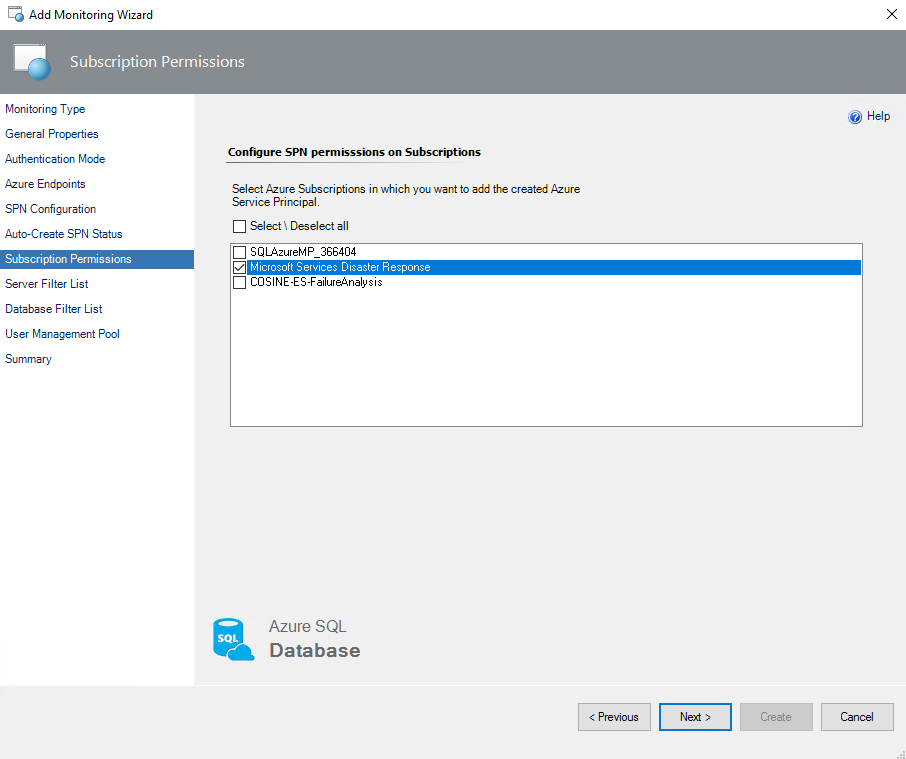 Add Monitoring Wizard
Subscription Permissions
Monitoring Type
General Properties
Authentication Mode
Azure Endpoints
SPN Configuration
Auto-Create SPN Status
Subscription Permissions
Server Filter List
Database Filter List
User Management Pool
Summary
Help
Configure SPN permisssions on Subscriptions
Select Azure Subscriptions in which you want to add the created Azure
Service Principal.
Select \ Deselect all
SQLAzureMP_366404
Microsoft Services Disaster Response
COSINE-ES-FailureAnalysis
SQL
Azure SQL
Database
< Previous
Next >
Create
Cancel